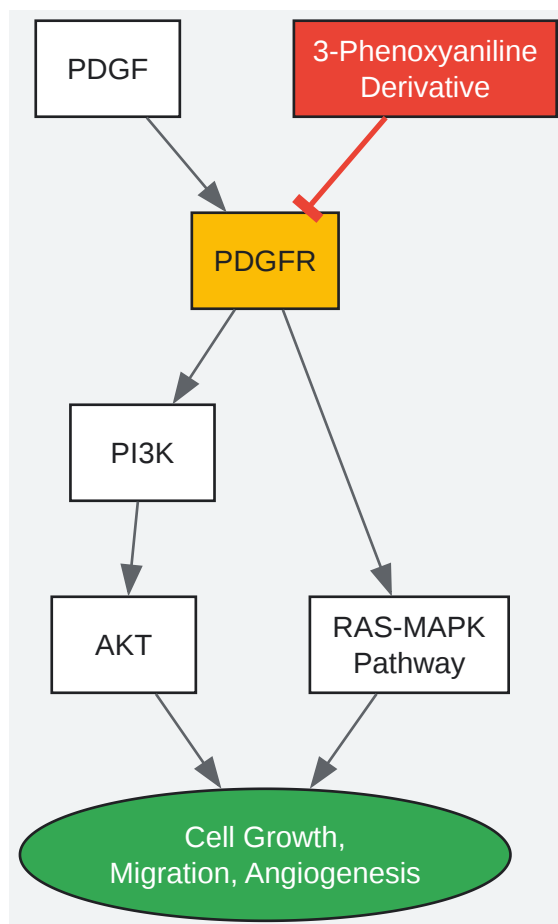 PDGF
3-Phenoxyaniline
Derivative
PDGFR
PI3K
AKT
RAS-MAPK
Pathway
Cell Growth,
Migration, Angiogenesis